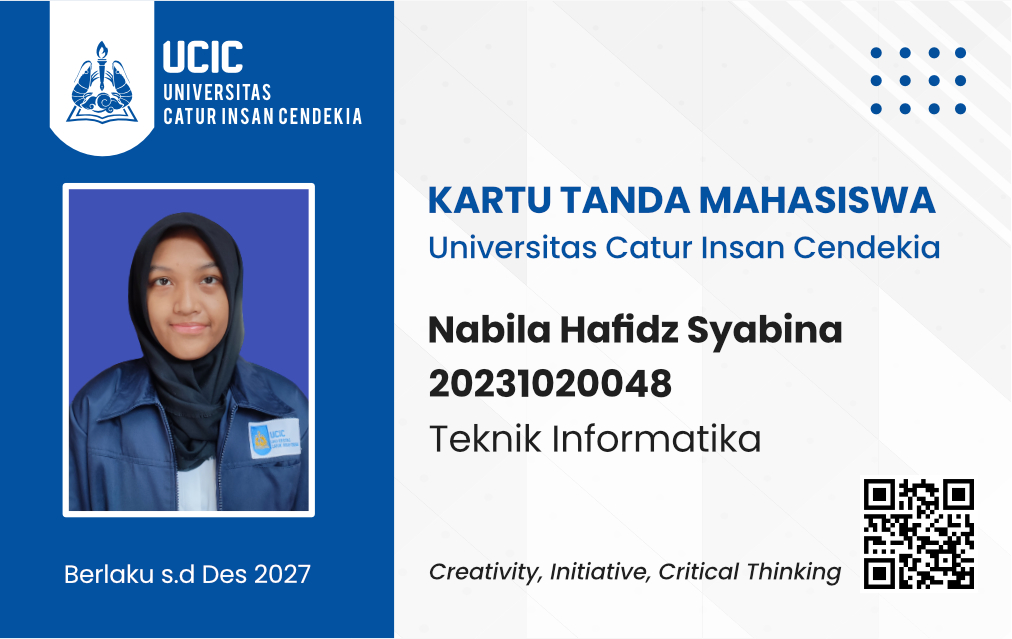 UCIC
UNIVERSITAS
CATUR INSAN CENDEKIA
KARTU TANDA MAHASISWA
Universitas Catur Insan Cendekia
Nabila Hafidz Syabina
20231020048
Teknik Informatika
UCIC
Berlaku s.d Des 2027
Creativity, Initiative, Critical Thinking